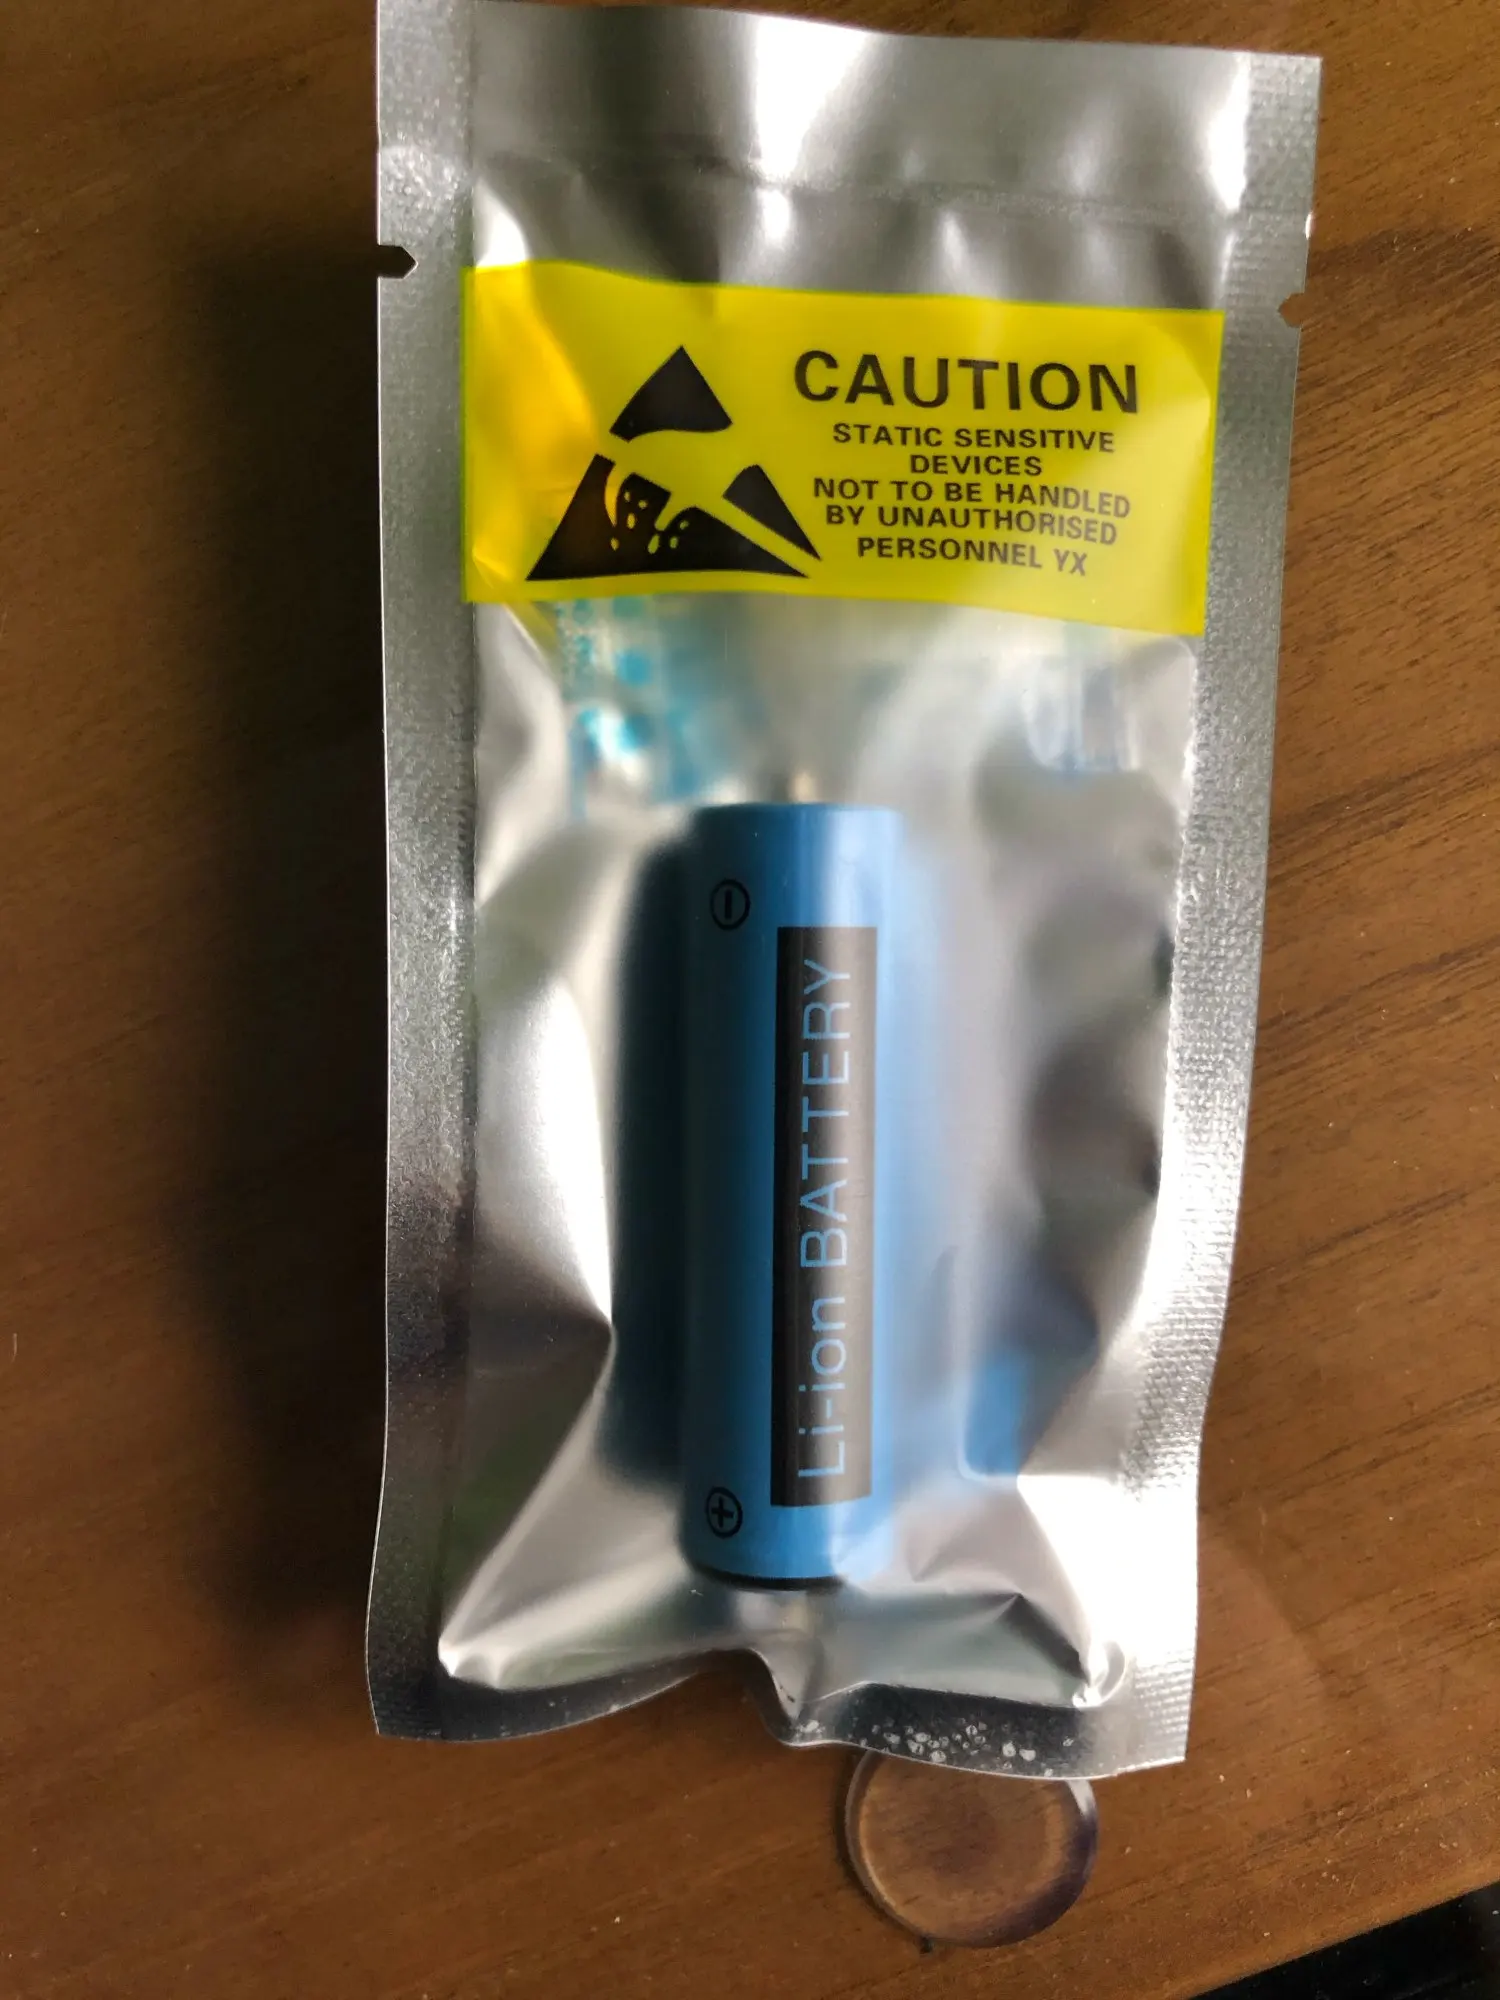 CAUTION
STATIC SENSITIVE
DEVICES
NOT TO BE HANDLED
BY UNAUTHORISED
PERSONNEL YX
Li-ion BATTERY